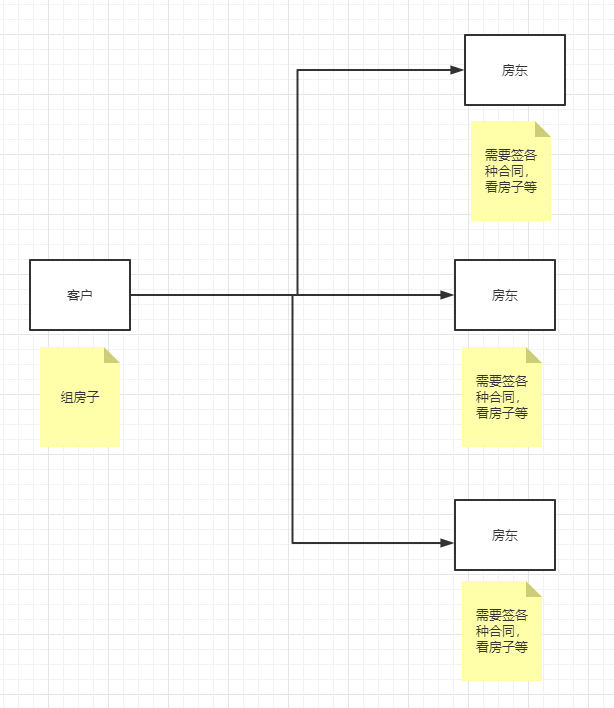 房东
需要签各
种合同，
看房子等
客户
房东
组房子
需要签各
种合同，
看房子等
房东
需要签各
种合同，
看房子等